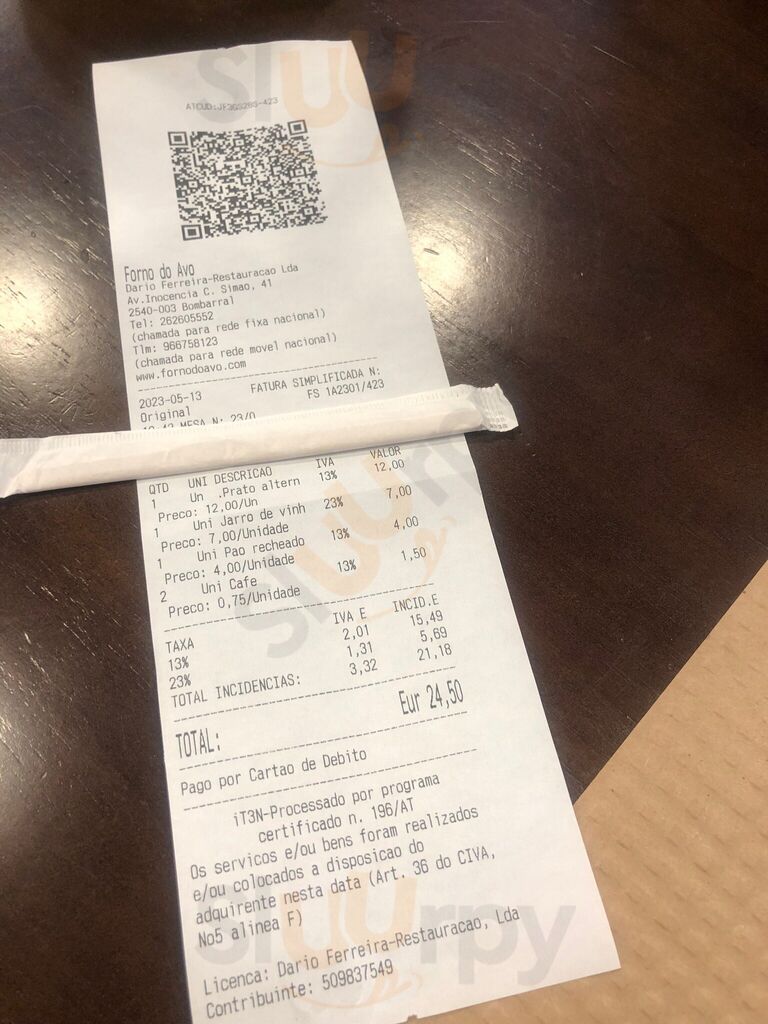 ATCUD:JF3G328S-423
Forno do Avo
Dario Ferreira-Restauracao Lda
Av.Inocencia C. Simao, 41
2540-003 Bombarral
Tel: 262605552
(chamada para rede fixa nacional)
Tlm: 966758123
(chamada para rede movel nacional)
www.fornodoavo.com
2023-05-13 FATURA SIMPLIFICADA N:
Original FS 1A2301/423
MESA N: 23/0
QTD UNI DESCRICAO IVA VALOR
1 Un .Prato altern 13% 12,00
Preco: 12,00/Un
1 Uni Jarro de vinh 23% 7,00
Preco: 7,00/Unidade
1 Uni Pao recheado 13% 4,00
Preco: 4,00/Unidade
2 Uni Cafe 13% 1,50
Preco: 0,75/Unidade
TAXA IVA E INCID.E
13% 2,01 15,49
23% 1,31 5,69
TOTAL INCIDENCIAS: 3,32 21,18
TOTAL: Eur 24,50
Pago por Cartao de Debito
iT3N-Processado por programa
certificado n. 196/AT
Os servicos e/ou bens foram realizados
e/ou colocados a disposicao do
adquirente nesta data (Art. 36 do CIVA,
No5 alinea F)
Licenca: Dario Ferreira-Restauracao, Lda
Contribuinte: 509837549
sluurpy
sluurpy
sluurpy